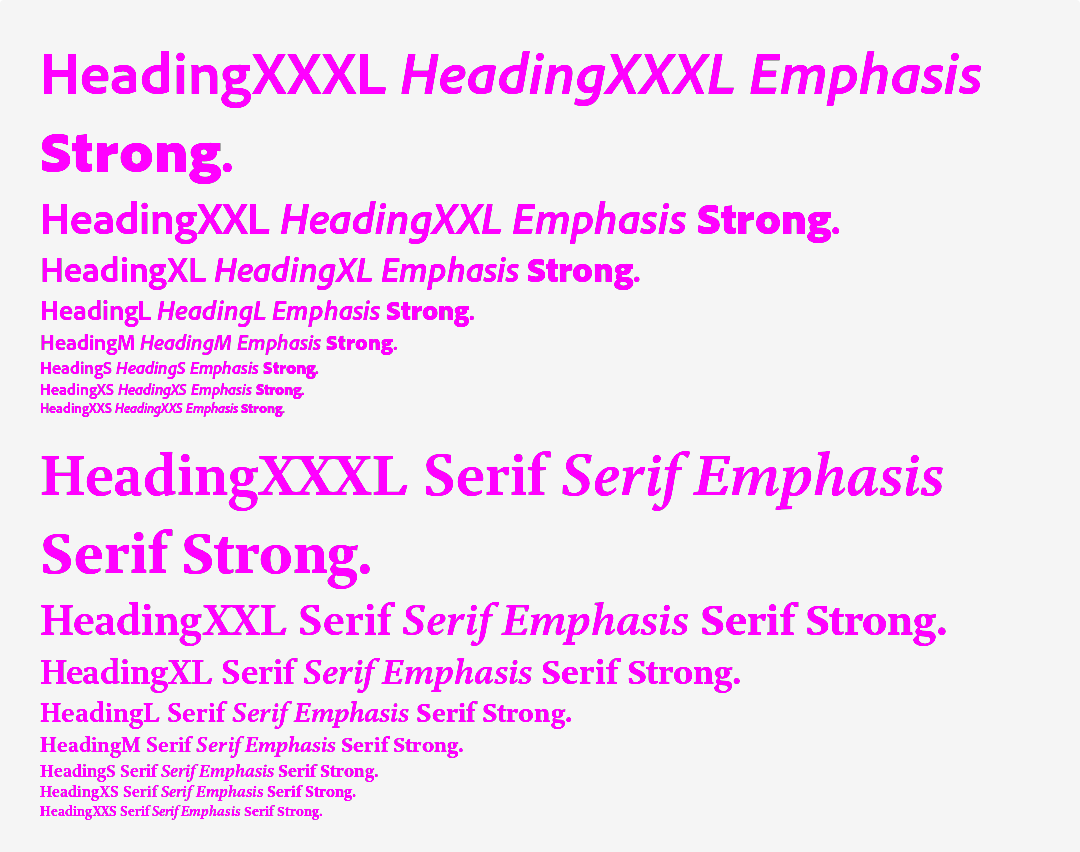 HeadingXXXL HeadingXXXL Emphasis
Strong.
HeadingXXL HeadingXXL Emphasis Strong.
HeadingXL HeadingXL Emphasis Strong.
HeadingL HeadingL Emphasis Strong.
HeadingM HeadingM Emphasis Strong.
HeadingS HeadingS Emphasis Strong.
HeadingXS HeadingXS Emphasis Strong.
HeadingXXS HeadingXXS Emphasis Strong.
HeadingXXXL Serif Serif Emphasis
Serif Strong.
HeadingXXL Serif Serif Emphasis Serif Strong.
HeadingXL Serif Serif Emphasis Serif Strong.
HeadingL Serif Serif Emphasis Serif Strong.
HeadingM Serif Serif Emphasis Serif Strong.
HeadingS Serif Serif Emphasis Serif Strong.
HeadingXS Serif Serif Emphasis Serif Strong.
HeadingXXS Serif Serif Emphasis Serif Strong.